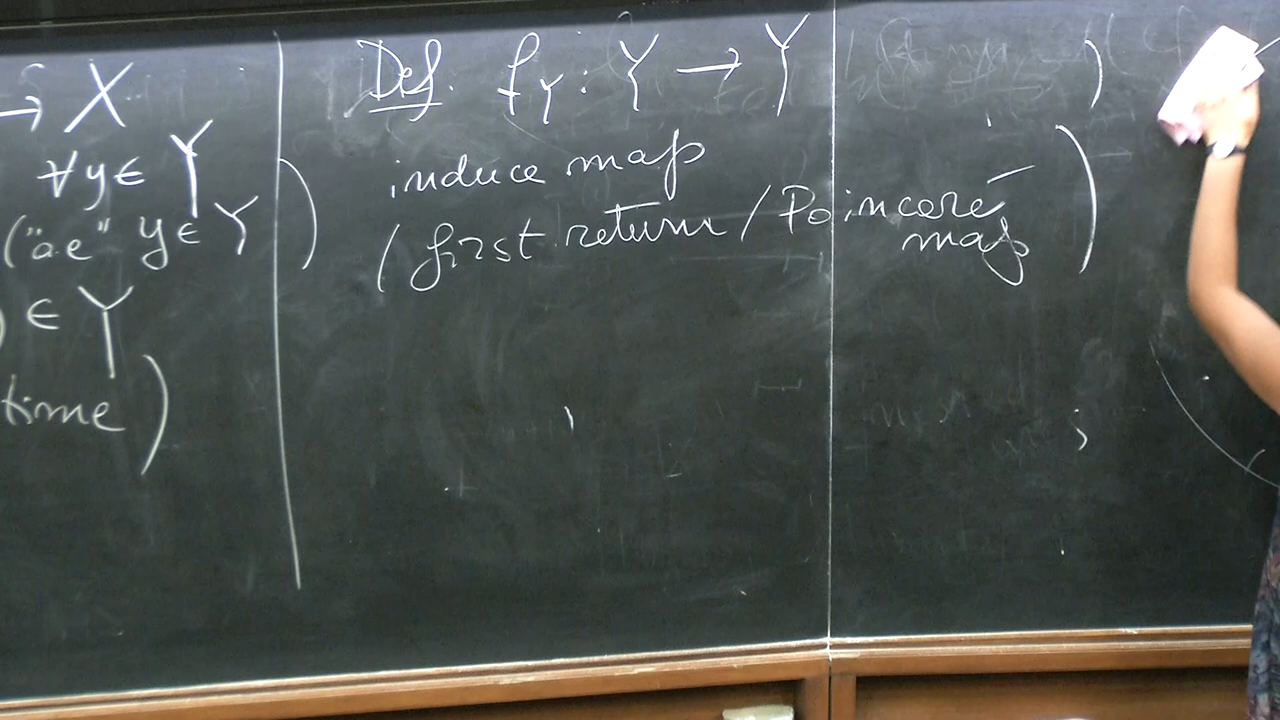 → X
∀y ∈ Y
("a.e" y ∈ Y )
) ∈ Y
time )
Def. f_Y : Y → Y
induce map
(first return / Poincaré
map )